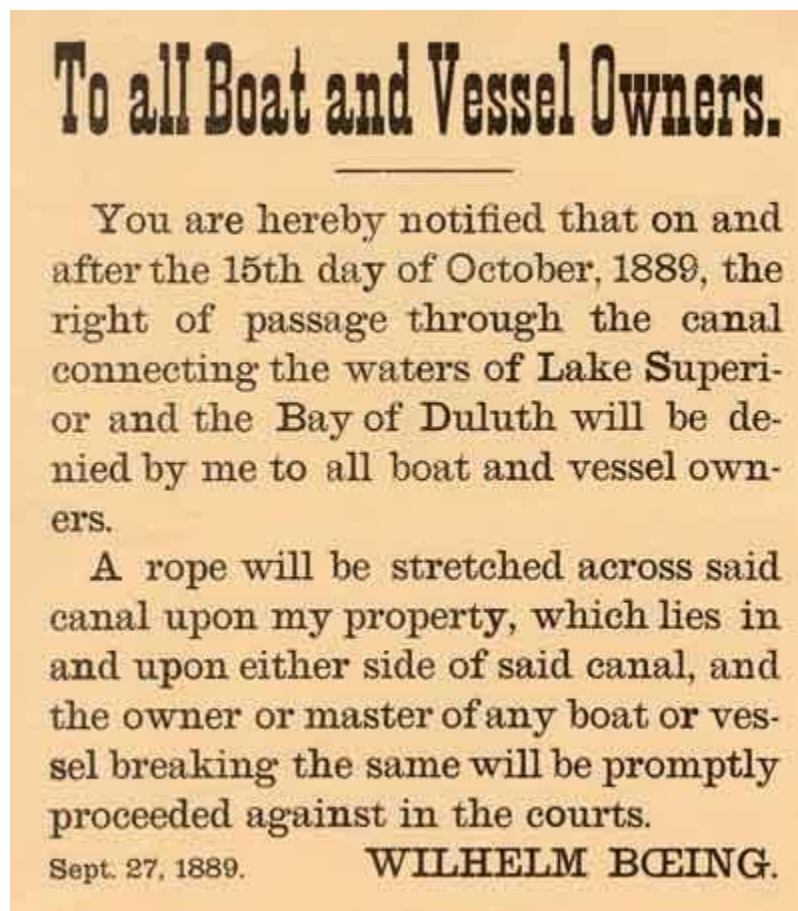 To all Boat and Vessel Owners.
You are hereby notified that on and
after the 15th day of October, 1889, the
right of passage through the canal
connecting the waters of Lake Superi-
or and the Bay of Duluth will be de-
nied by me to all boat and vessel own-
ers.
A rope will be stretched across said
canal upon my property, which lies in
and upon either side of said canal, and
the owner or master of any boat or ves-
sel breaking the same will be promptly
proceeded against in the courts.
Sept. 27, 1889. WILHELM BŒING.